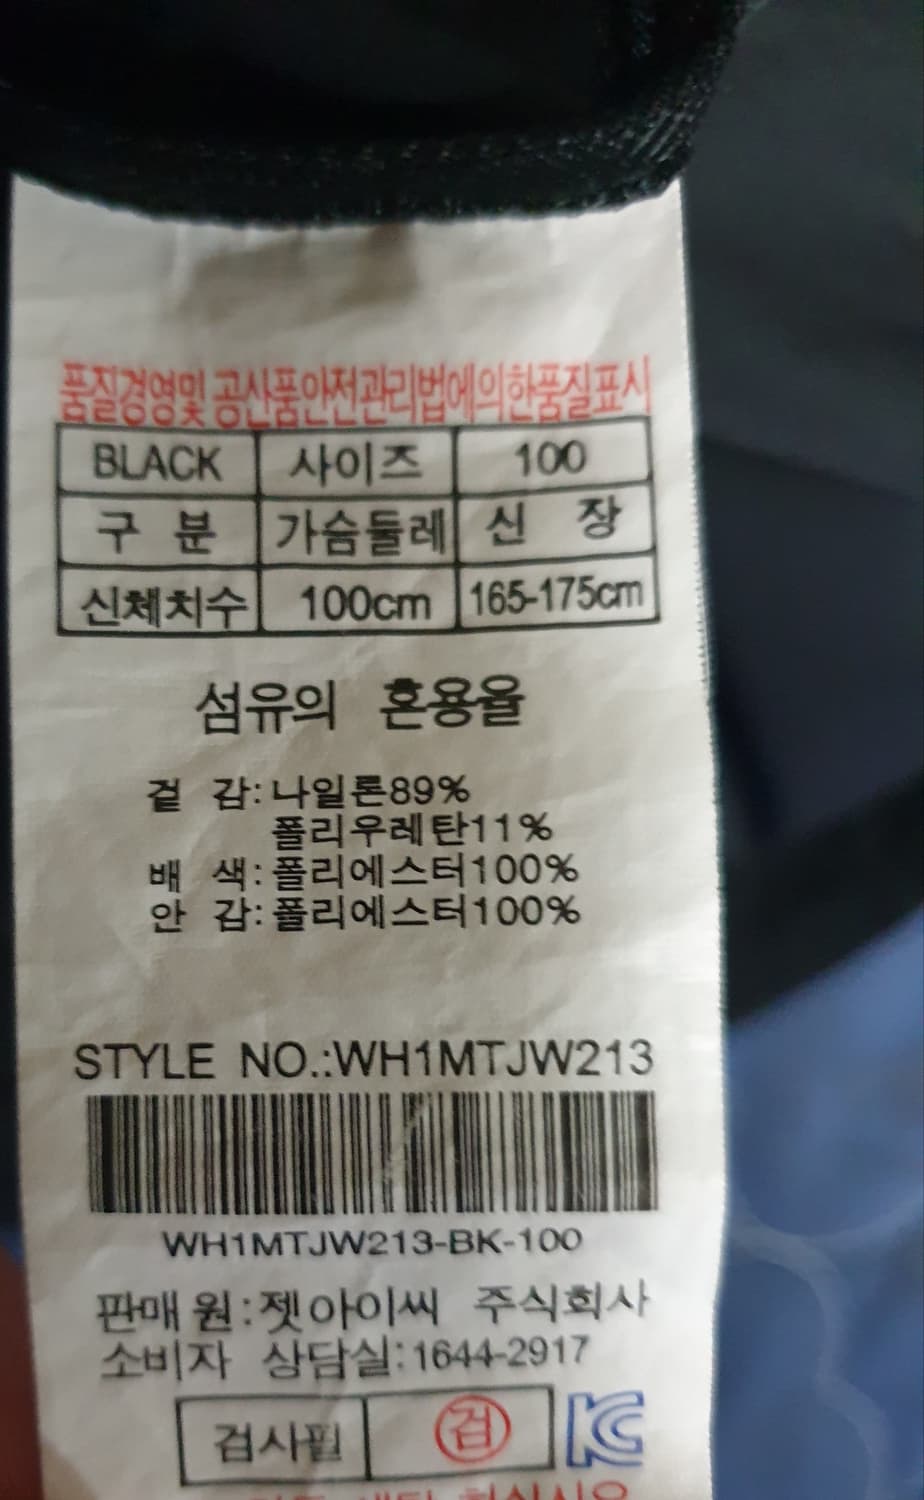 품질경영및 공산품안전관리법에의한품질표시
BLACK 사이즈 100
구 분 가슴둘레 신 장
신체치수 100cm 165-175cm
섬유의 혼용율
겉 감:나일론89%
폴리우레탄11%
배 색:폴리에스터100%
안 감:폴리에스터100%
STYLE NO.:WH1MTJW213
WH1MTJW213-BK-100
판매원:젯아이씨 주식회사
소비자 상담실:1644-2917
검사필 검 KC